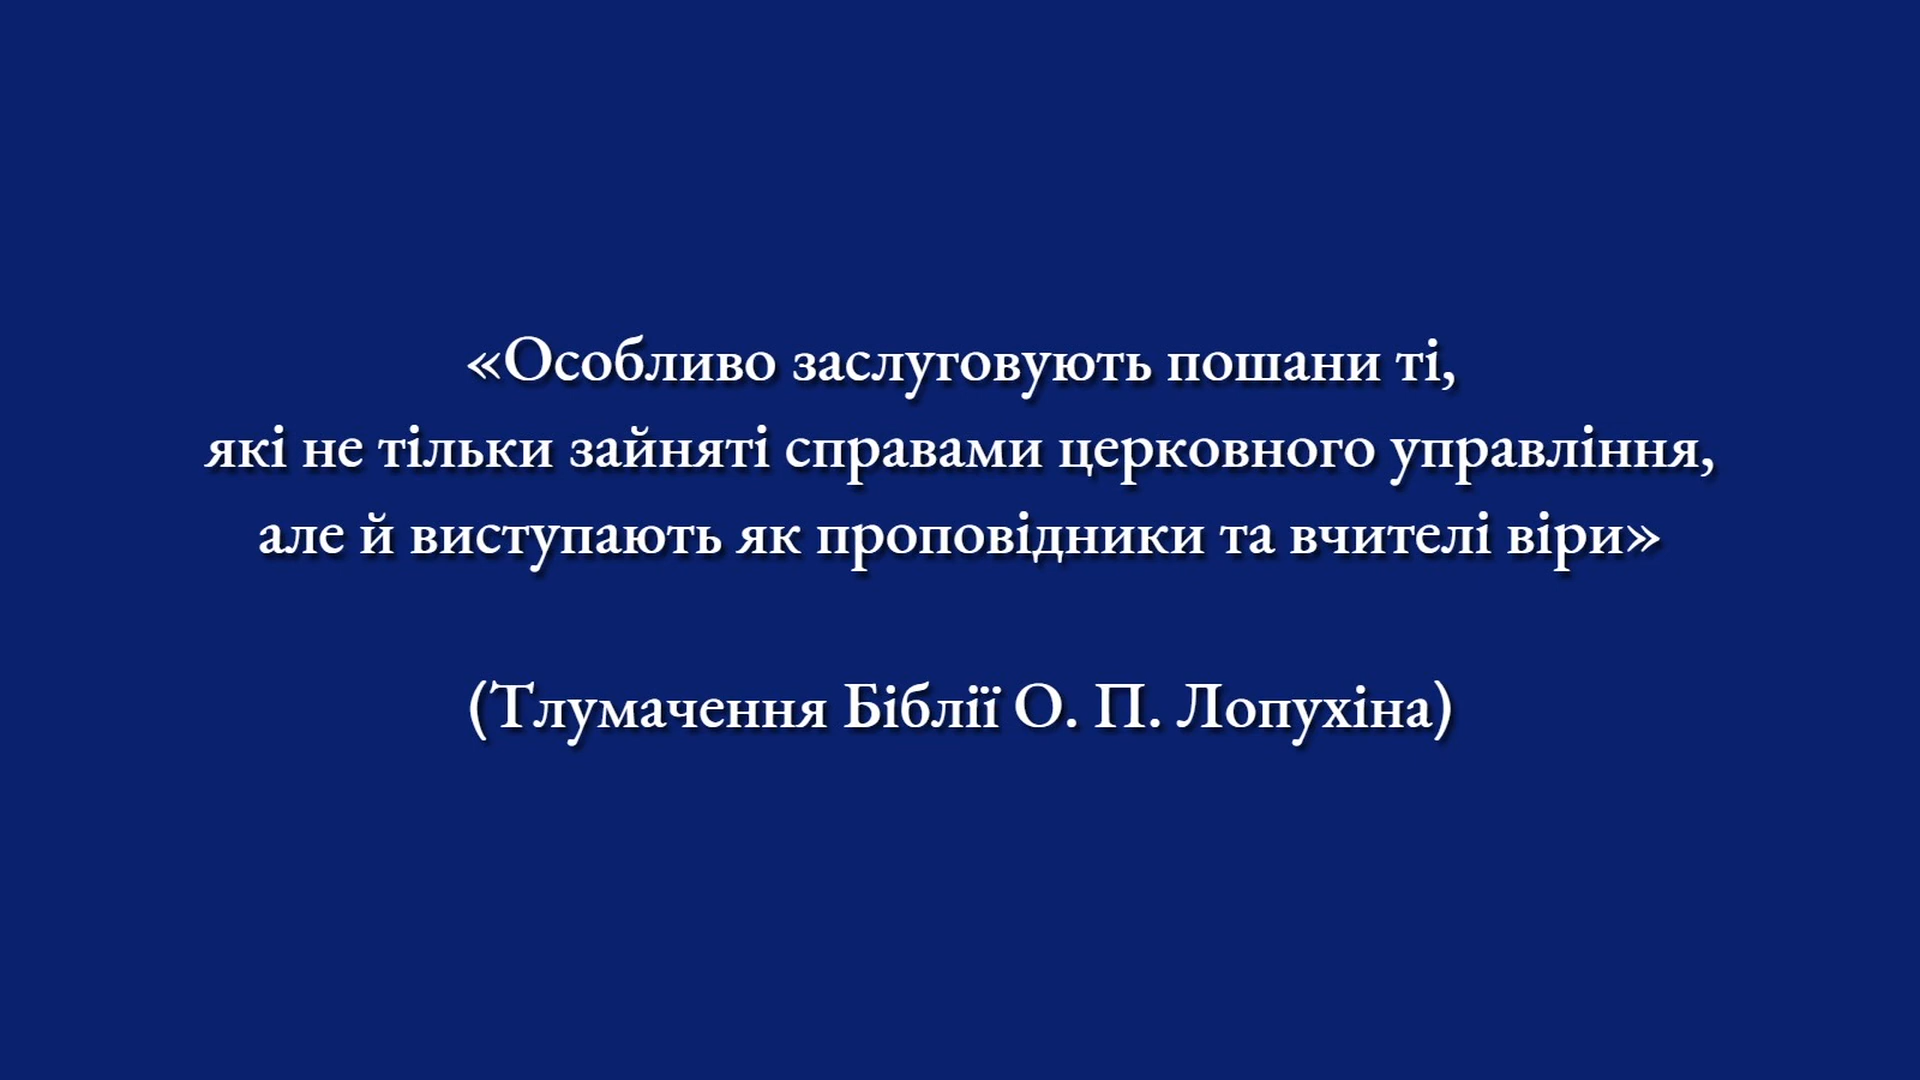 «Особливо заслуговують пошани ті,
які не тільки зайняті справами церковного управління,
але й виступають як проповідники та вчителі віри»
(Тлумачення Біблії О. П. Лопухіна)